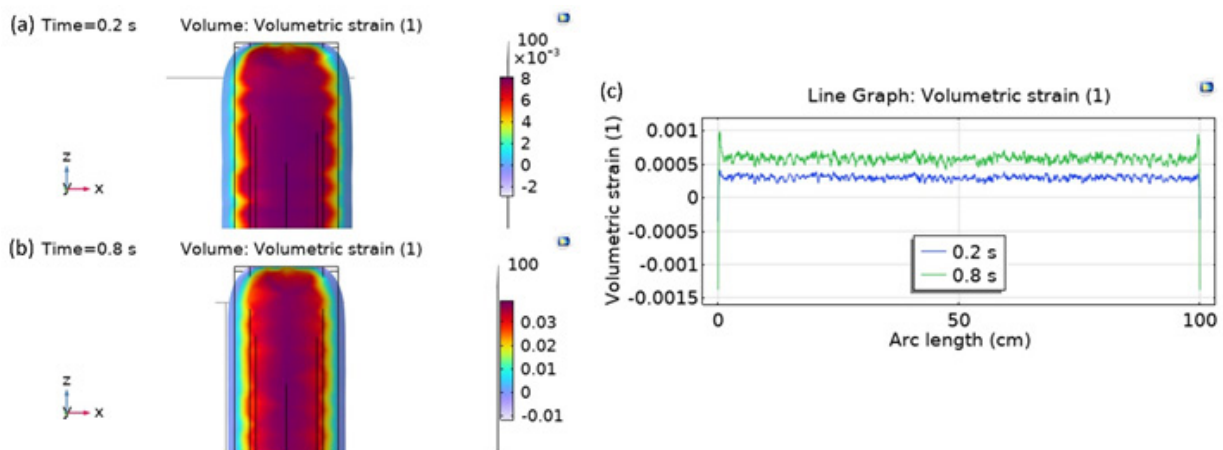 (a) Time=0.2 s Volume: Volumetric strain (1)
100
×10⁻³
8
6
4
2
0
-2
z
y x
(b) Time=0.8 s Volume: Volumetric strain (1)
100
0.03
0.02
0.01
0
-0.01
z
y x
(c)
Line Graph: Volumetric strain (1)
Volumetric strain (1)
0.001
0.0005
0
-0.0005
-0.001
-0.0015
0.2 s
0.8 s
0 50 100
Arc length (cm)